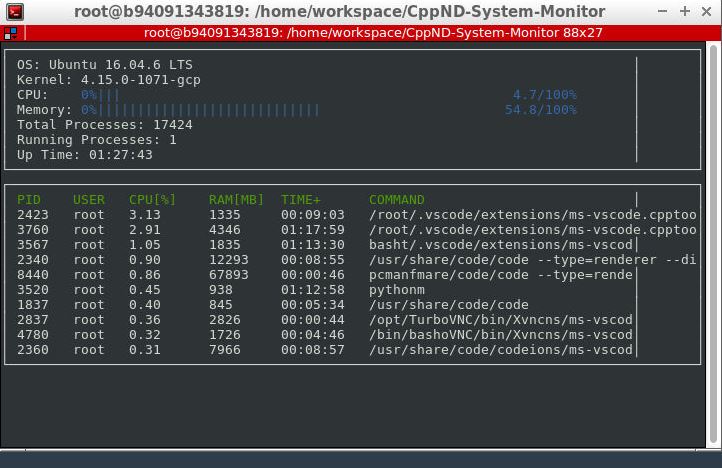 root@b94091343819: /home/workspace/CppND-System-Monitor
root@b94091343819: /home/workspace/CppND-System-Monitor 88x27
OS: Ubuntu 16.04.6 LTS
Kernel: 4.15.0-1071-gcp
CPU: 0%||| 4.7/100%
Memory: 0%|||||||||||||||||||||||||||| 54.8/100%
Total Processes: 17424
Running Processes: 1
Up Time: 01:27:43
PID USER CPU[%] RAM[MB] TIME+ COMMAND
2423 root 3.13 1335 00:09:03 /root/.vscode/extensions/ms-vscode.cpptoo
3760 root 2.91 4346 01:17:59 /root/.vscode/extensions/ms-vscode.cpptoo
3567 root 1.05 1835 01:13:30 basht/.vscode/extensions/ms-vscod
2340 root 0.90 12293 00:08:55 /usr/share/code/code --type=renderer --di
8440 root 0.86 67893 00:00:46 pcmanfmare/code/code --type=rende
3520 root 0.45 938 01:12:58 pythonm
1837 root 0.40 845 00:05:34 /usr/share/code/code
2837 root 0.36 2826 00:00:44 /opt/TurboVNC/bin/Xvncns/ms-vscod
4780 root 0.32 1726 00:04:46 /bin/bashoVNC/bin/Xvncns/ms-vscod
2360 root 0.31 7966 00:08:57 /usr/share/code/codeions/ms-vscod